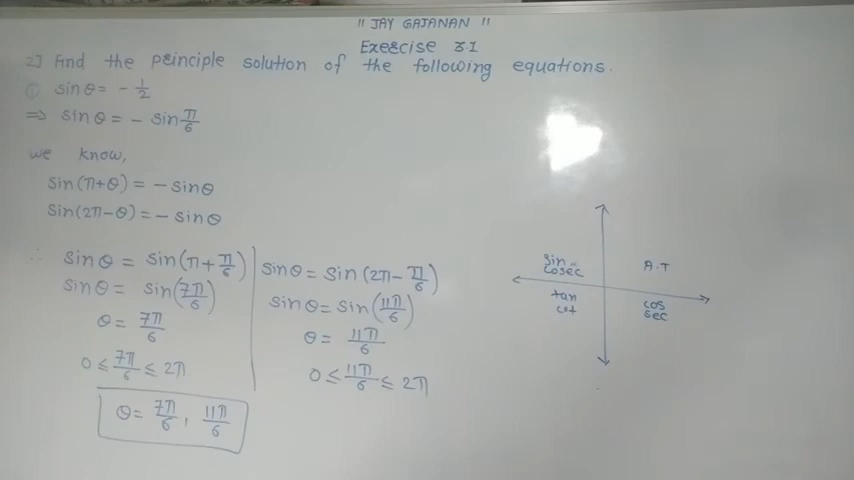 " JAY GAJANAN "
Exercise 3.1
2] Find the peinciple solution of the following equations.
① sinθ = - 1/2
⇒ sinθ = - sin π/6
we know,
sin(π+θ) = - sinθ
sin(2π-θ) = - sinθ
∴ sinθ = sin(π + π/6)
sinθ = sin(7π/6)
θ = 7π/6
0 ≤ 7π/6 ≤ 2π
θ = 7π/6, 11π/6
sinθ = sin(2π - π/6)
sinθ = sin(11π/6)
θ = 11π/6
0 ≤ 11π/6 ≤ 2π
sin
cosec
A.T
tan
cot
cos
sec